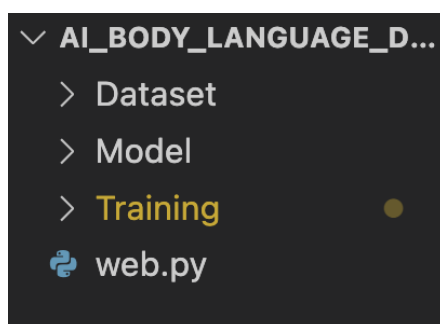 AI_BODY_LANGUAGE_D...
Dataset
Model
Training
web.py